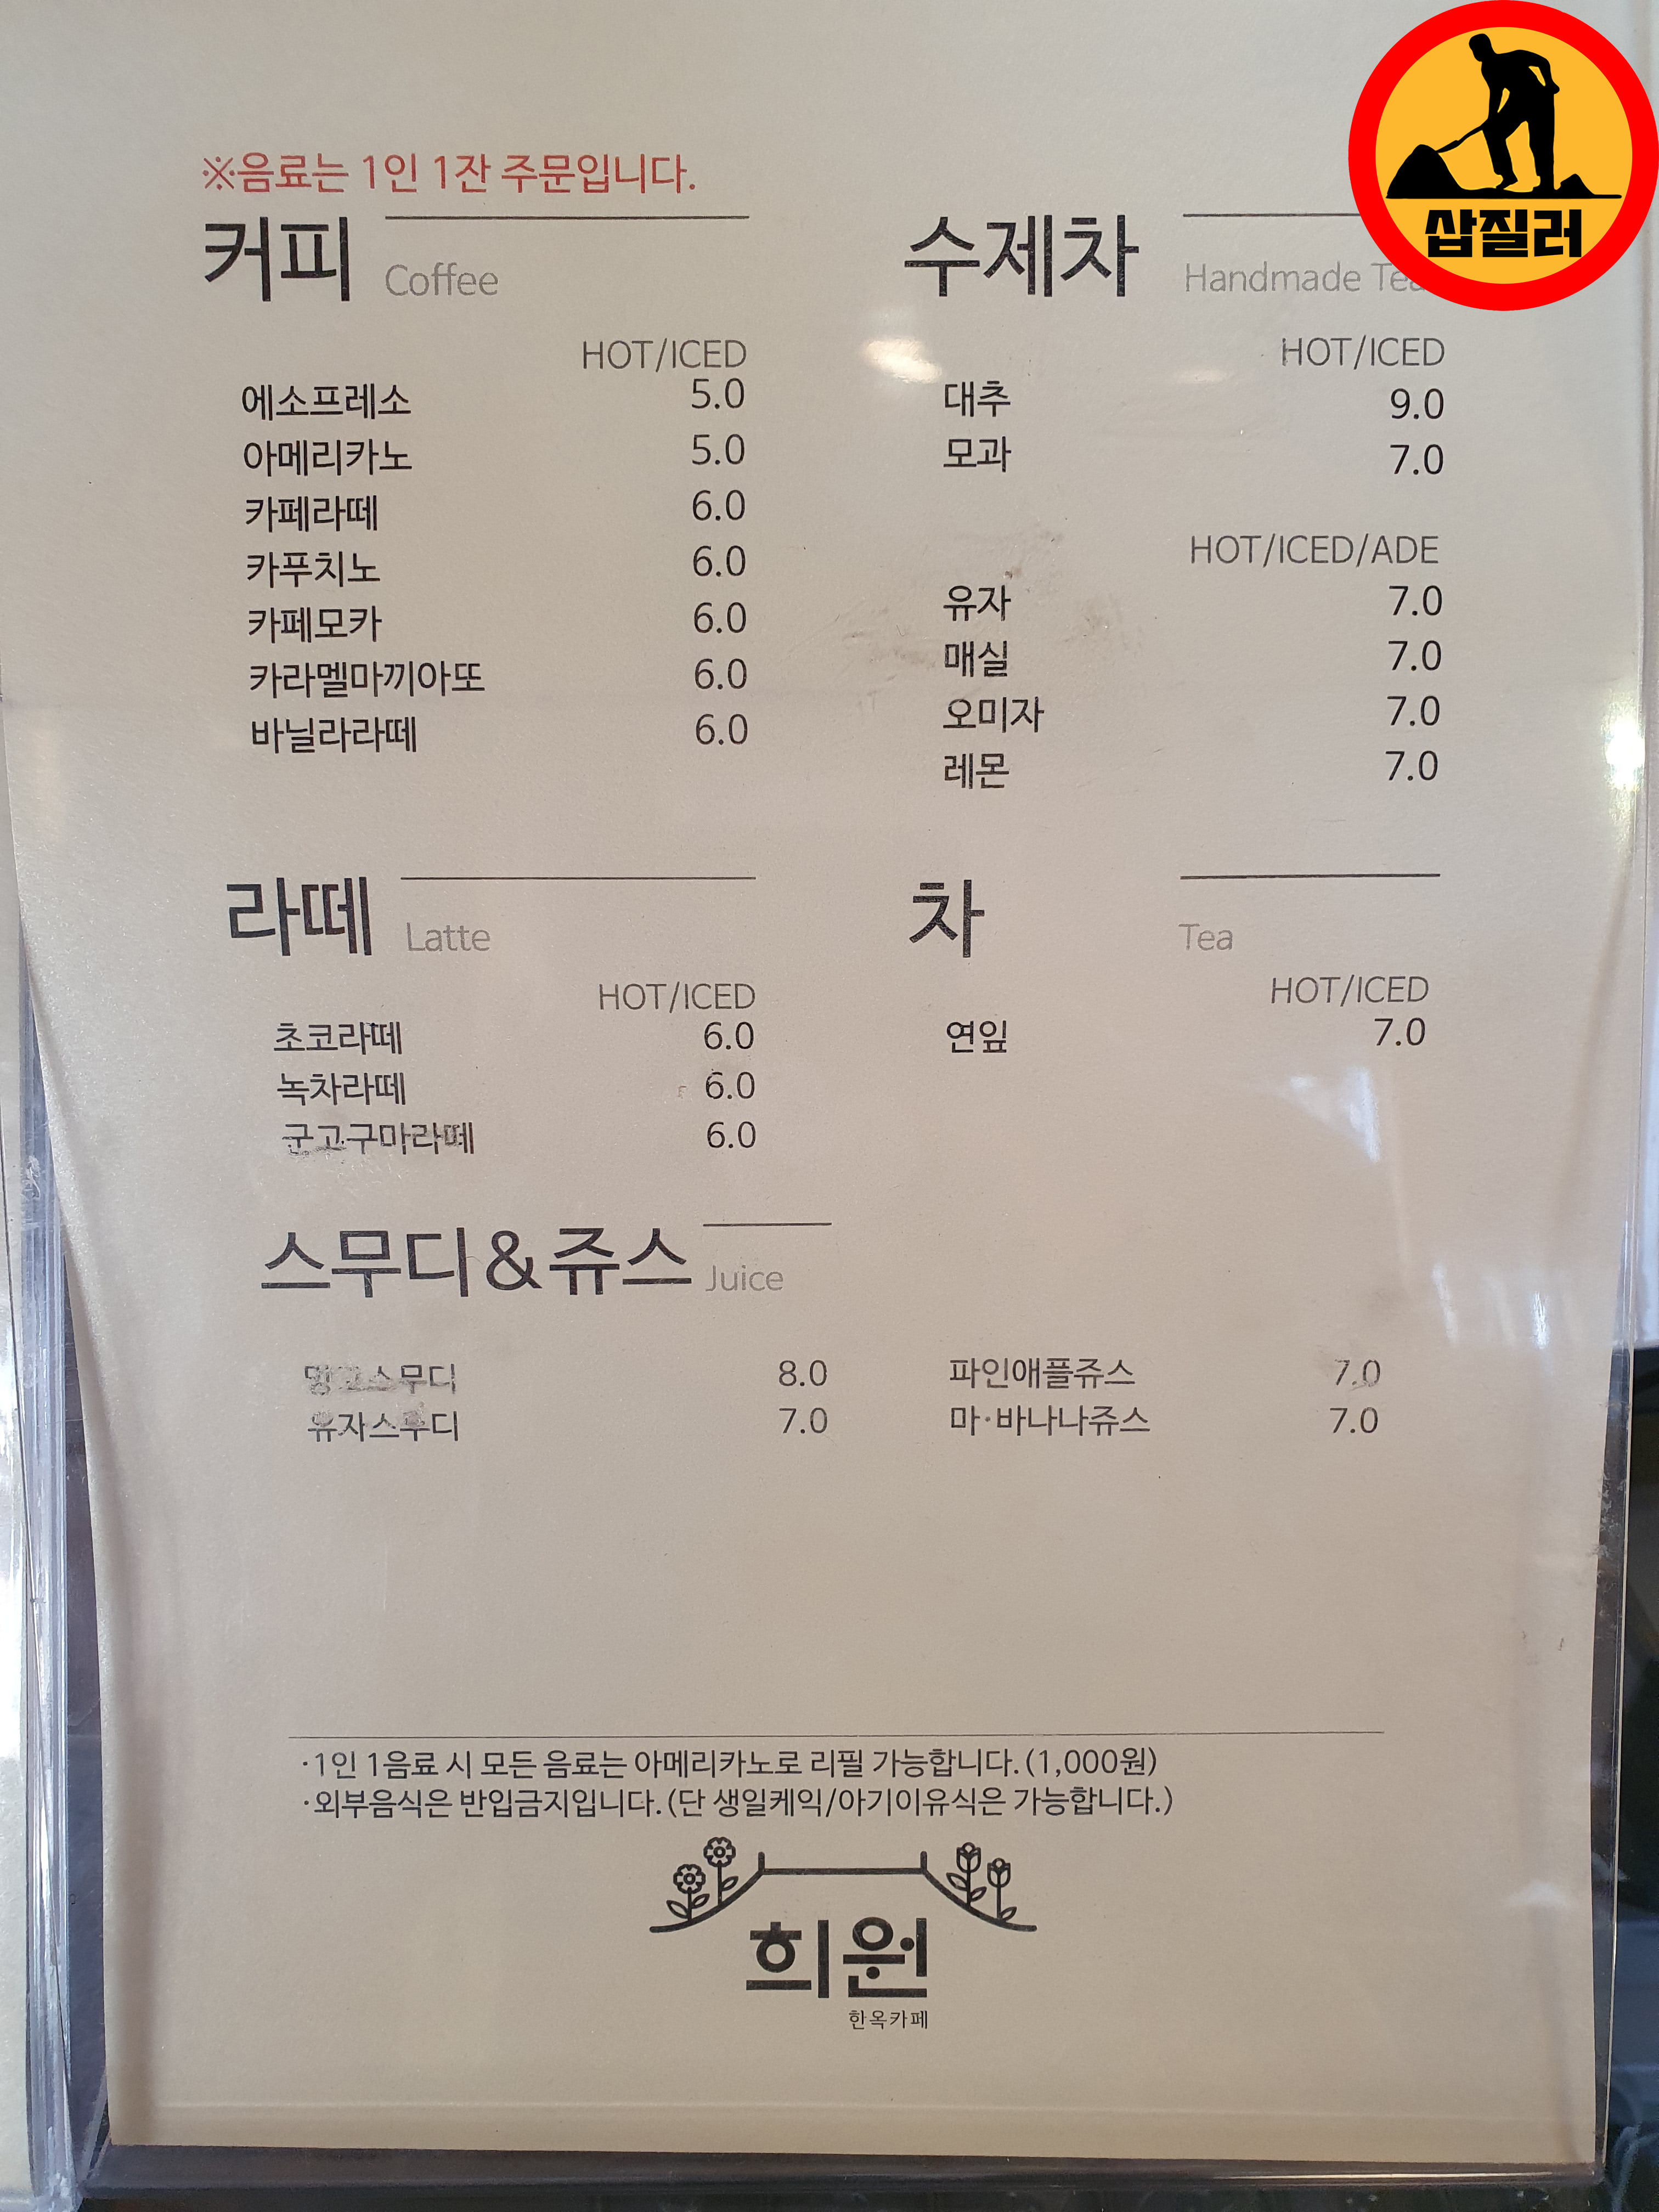 삽질러
※음료는 1인 1잔 주문입니다.
커피 Coffee
HOT/ICED
에소프레소 5.0
아메리카노 5.0
카페라떼 6.0
카푸치노 6.0
카페모카 6.0
카라멜마끼아또 6.0
바닐라라떼 6.0
수제차 Handmade Tea
HOT/ICED
대추 9.0
모과 7.0
HOT/ICED/ADE
유자 7.0
매실 7.0
오미자 7.0
레몬 7.0
라떼 Latte
HOT/ICED
초코라떼 6.0
녹차라떼 6.0
군고구마라떼 6.0
차 Tea
HOT/ICED
연잎 7.0
스무디&쥬스 Juice
망고스무디 8.0
유자스무디 7.0
파인애플쥬스 7.0
마·바나나쥬스 7.0
·1인 1음료 시 모든 음료는 아메리카노로 리필 가능합니다.(1,000원)
·외부음식은 반입금지입니다.(단 생일케익/아기이유식은 가능합니다.)
희원
한옥카페